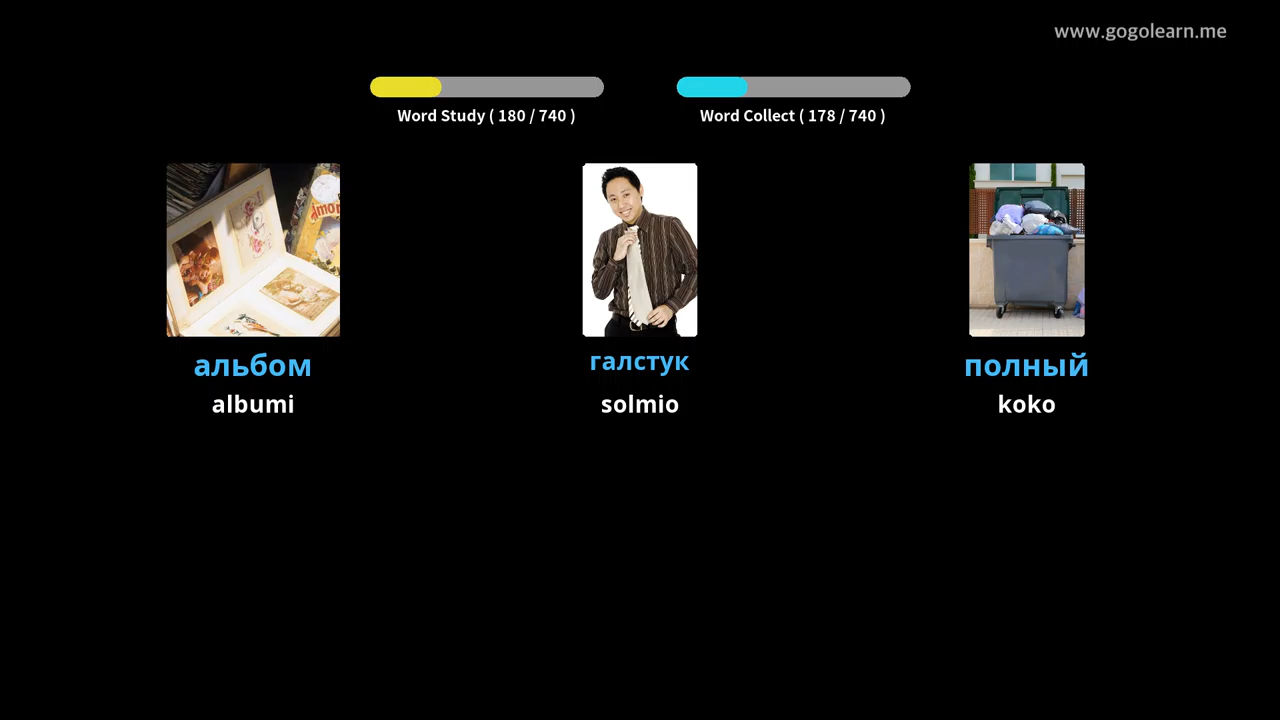 www.gogolearn.me
Word Study ( 180 / 740 )
Word Collect ( 178 / 740 )
альбом
albumi
галстук
solmio
полный
koko